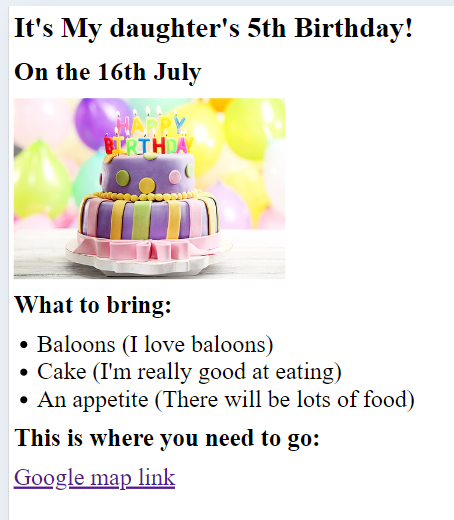 It's My daughter's 5th Birthday!
On the 16th July
HAPPY
BIRTHDAY
What to bring:
Baloons (I love baloons)
Cake (I'm really good at eating)
An appetite (There will be lots of food)
This is where you need to go:
Google map link